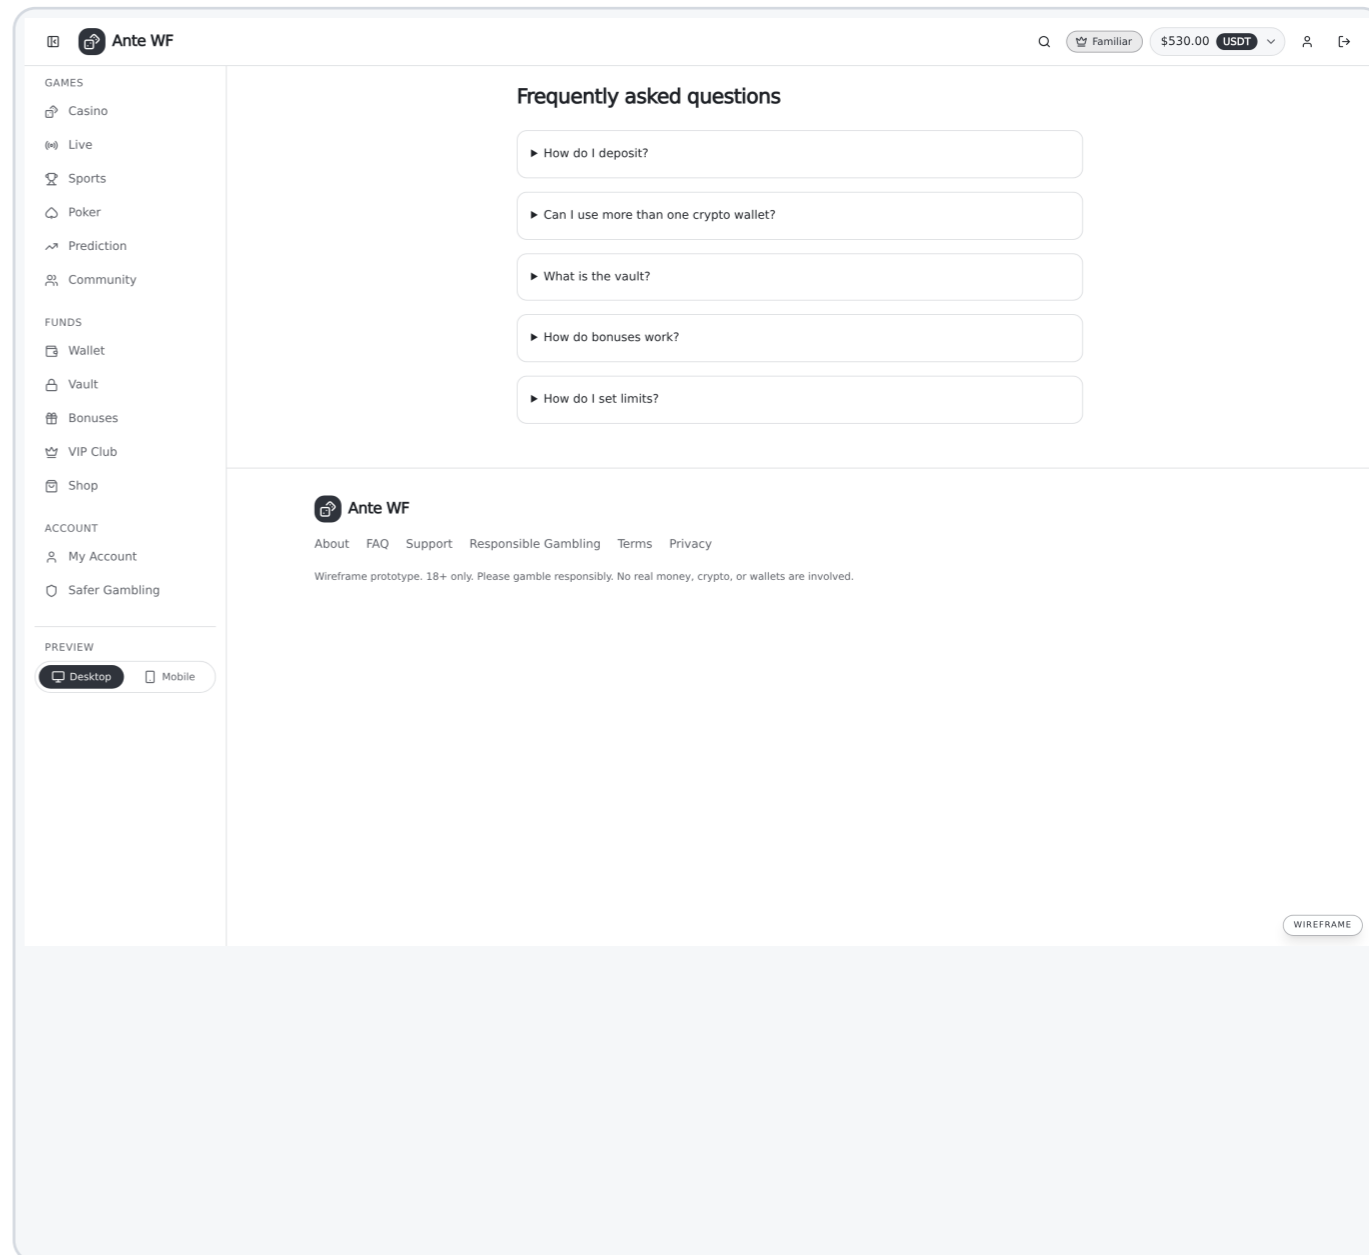 Ante WF
Familiar
$530.00 USDT
GAMES
Casino
Live
Sports
Poker
Prediction
Community
FUNDS
Wallet
Vault
Bonuses
VIP Club
Shop
ACCOUNT
My Account
Safer Gambling
PREVIEW
Desktop Mobile
Frequently asked questions
How do I deposit?
Can I use more than one crypto wallet?
What is the vault?
How do bonuses work?
How do I set limits?
Ante WF
About FAQ Support Responsible Gambling Terms Privacy
Wireframe prototype. 18+ only. Please gamble responsibly. No real money, crypto, or wallets are involved.
WIREFRAME